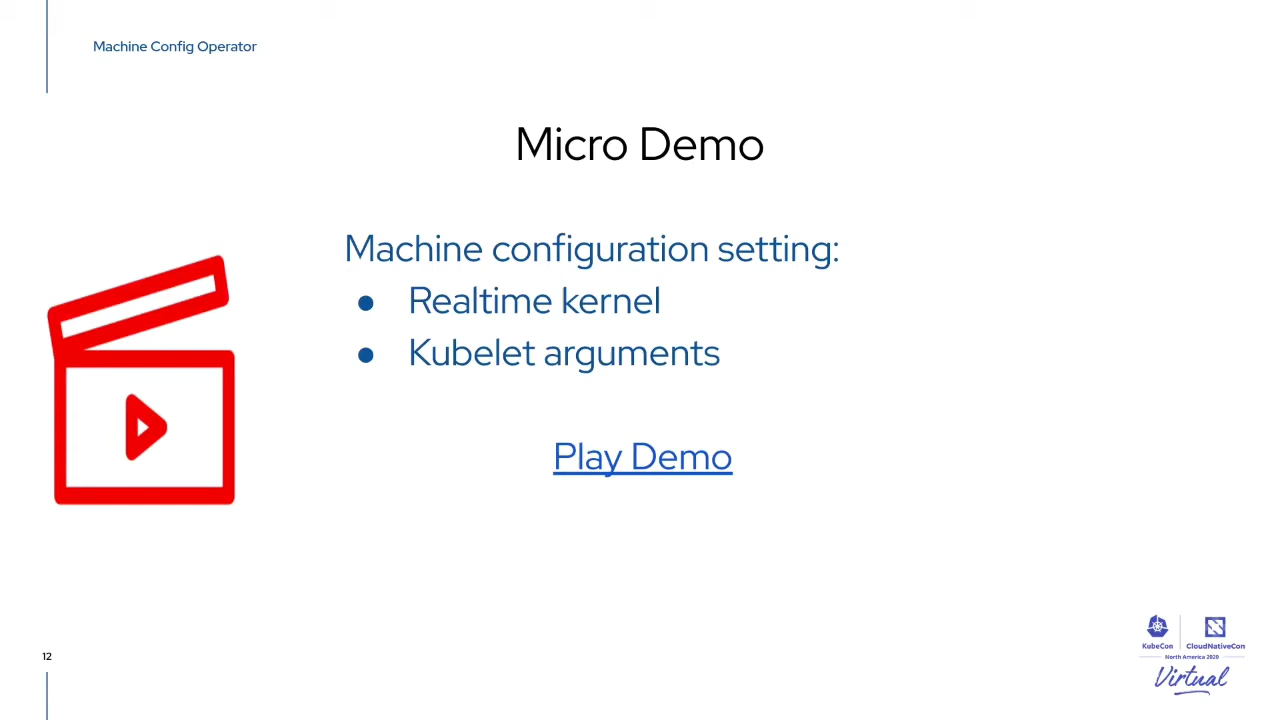 Machine Config Operator
Micro Demo
Machine configuration setting:
● Realtime kernel
● Kubelet arguments
Play Demo
12
KubeCon CloudNativeCon
North America 2020
Virtual